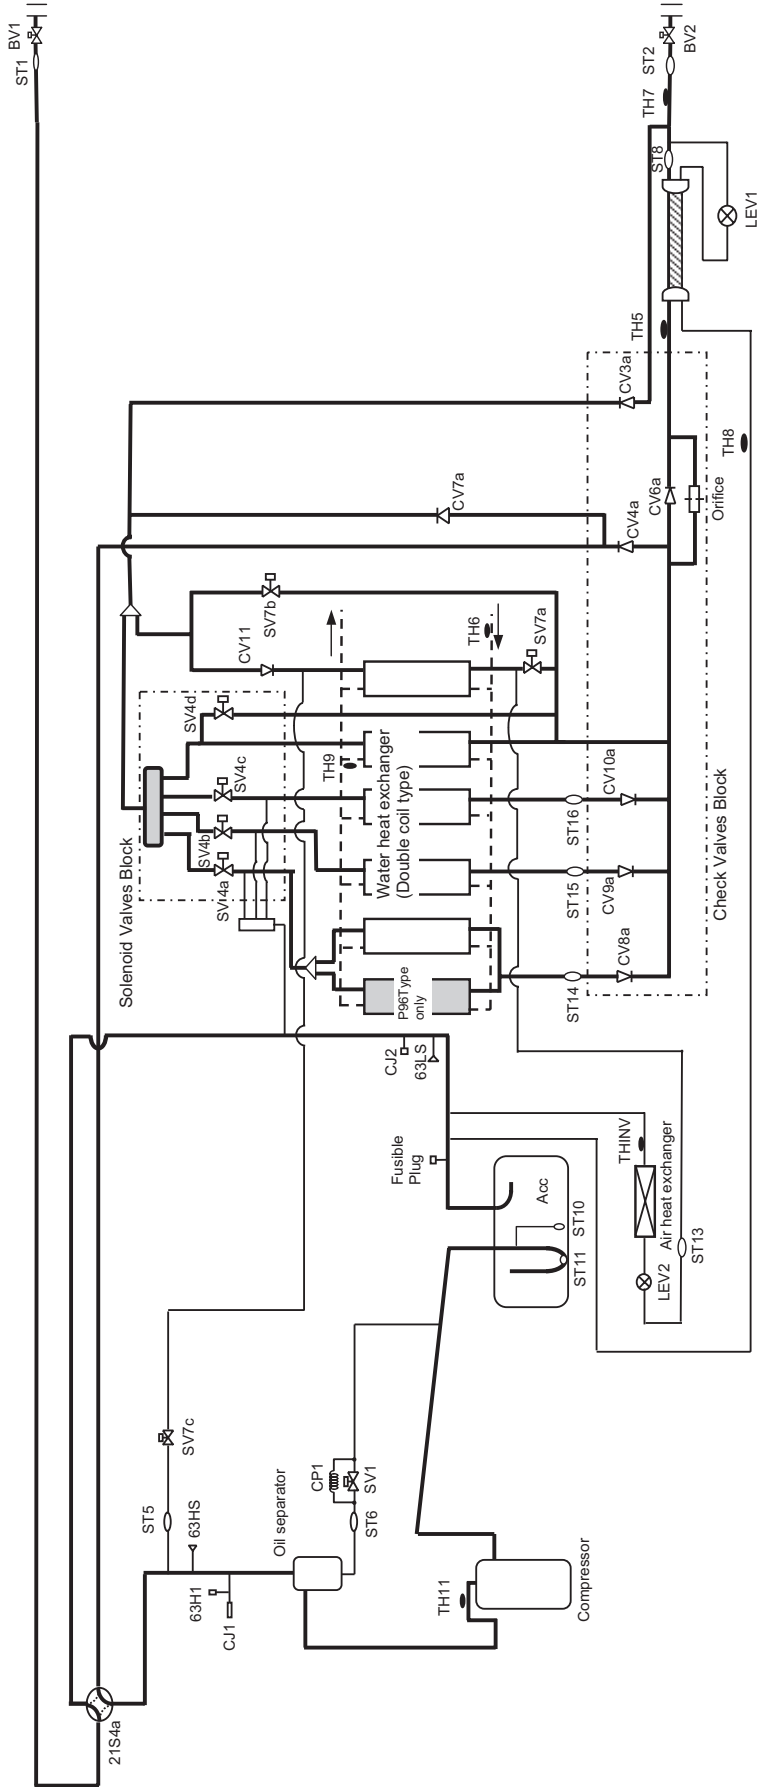 BV1
ST1
BV2
ST2
TH7
ST8
LEV1
TH5
CV3a
TH8
CV7a
CV6a
Orifice
CV4a
SV7b
CV11
TH6
SV7a
SV4d
SV4c
SV4b
SV4a
Solenoid Valves Block
TH9
Water heat exchanger
(Double coil type)
P96Type
only
CV10a
ST16
CV9a
ST15
CV8a
ST14
Check Valves Block
CJ2
63LS
Fusible
Plug
THINV
Air heat exchanger
LEV2
ST13
Acc
ST10
ST11
SV7c
ST5
63HS
63H1
CJ1
Oil separator
CP1
SV1
ST6
TH11
Compressor
21S4a